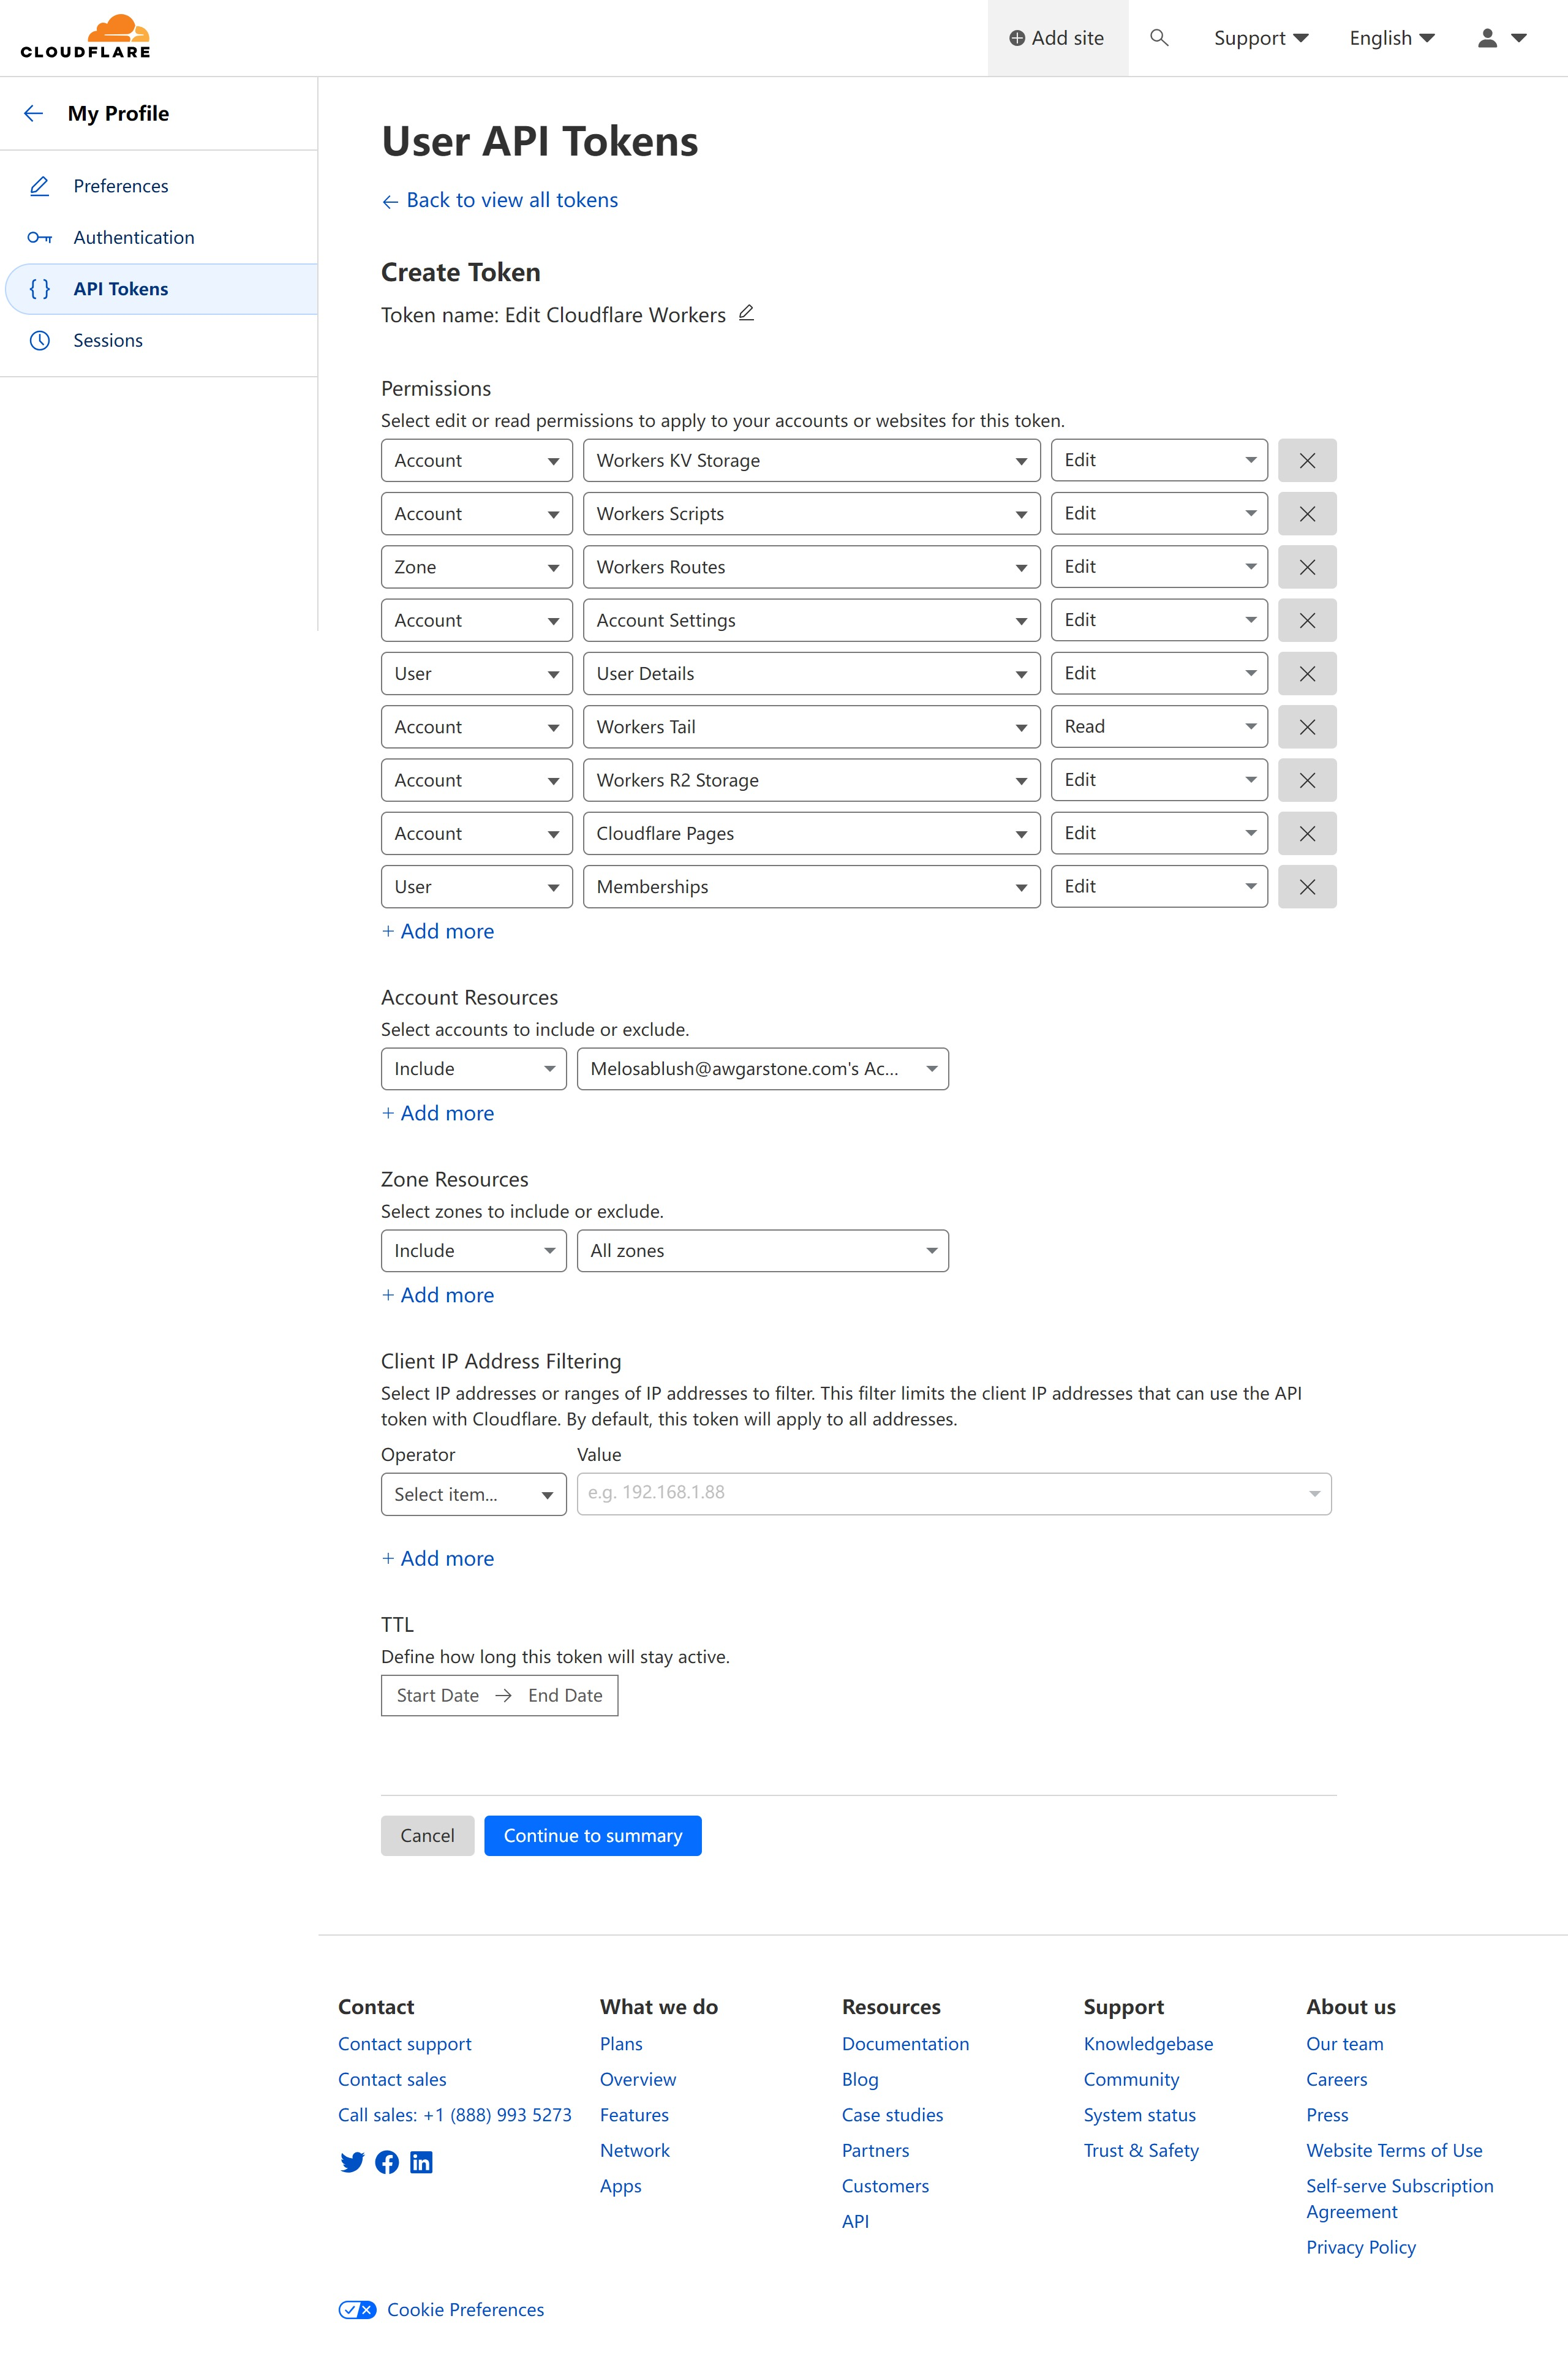 CLOUDFLARE
Add site
Support
English
My Profile
Preferences
Authentication
API Tokens
Sessions
User API Tokens
Back to view all tokens
Create Token
Token name: Edit Cloudflare Workers
Permissions
Select edit or read permissions to apply to your accounts or websites for this token.
Account Workers KV Storage Edit
Account Workers Scripts Edit
Zone Workers Routes Edit
Account Account Settings Edit
User User Details Edit
Account Workers Tail Read
Account Workers R2 Storage Edit
Account Cloudflare Pages Edit
User Memberships Edit
+ Add more
Account Resources
Select accounts to include or exclude.
Include Melosablush@awgarstone.com's Ac...
+ Add more
Zone Resources
Select zones to include or exclude.
Include All zones
+ Add more
Client IP Address Filtering
Select IP addresses or ranges of IP addresses to filter. This filter limits the client IP addresses that can use the API
token with Cloudflare. By default, this token will apply to all addresses.
Operator Value
Select item... e.g. 192.168.1.88
+ Add more
TTL
Define how long this token will stay active.
Start Date → End Date
Cancel Continue to summary
Contact
Contact support
Contact sales
Call sales: +1 (888) 993 5273
What we do
Plans
Overview
Features
Network
Apps
Resources
Documentation
Blog
Case studies
Partners
Customers
API
Support
Knowledgebase
Community
System status
Trust & Safety
About us
Our team
Careers
Press
Website Terms of Use
Self-serve Subscription
Agreement
Privacy Policy
Cookie Preferences